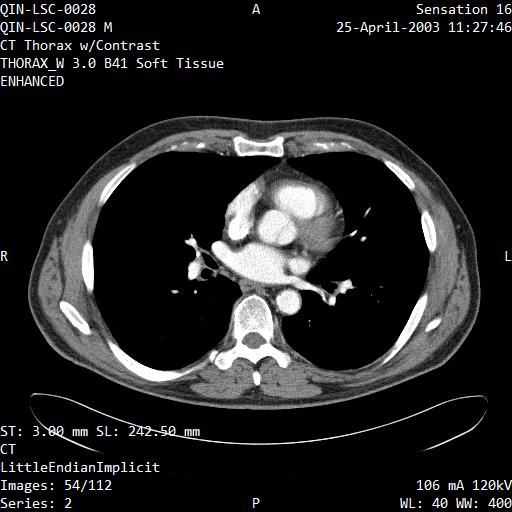 QIN-LSC-0028
A
Sensation 16
QIN-LSC-0028 M
25-April-2003 11:27:46
CT Thorax w/Contrast
THORAX_W 3.0 B41 Soft Tissue
ENHANCED
R
L
ST: 3.00 mm SL: 242.50 mm
CT
LittleEndianImplicit
Images: 54/112
106 mA 120kV
Series: 2
P
WL: 40 WW: 400